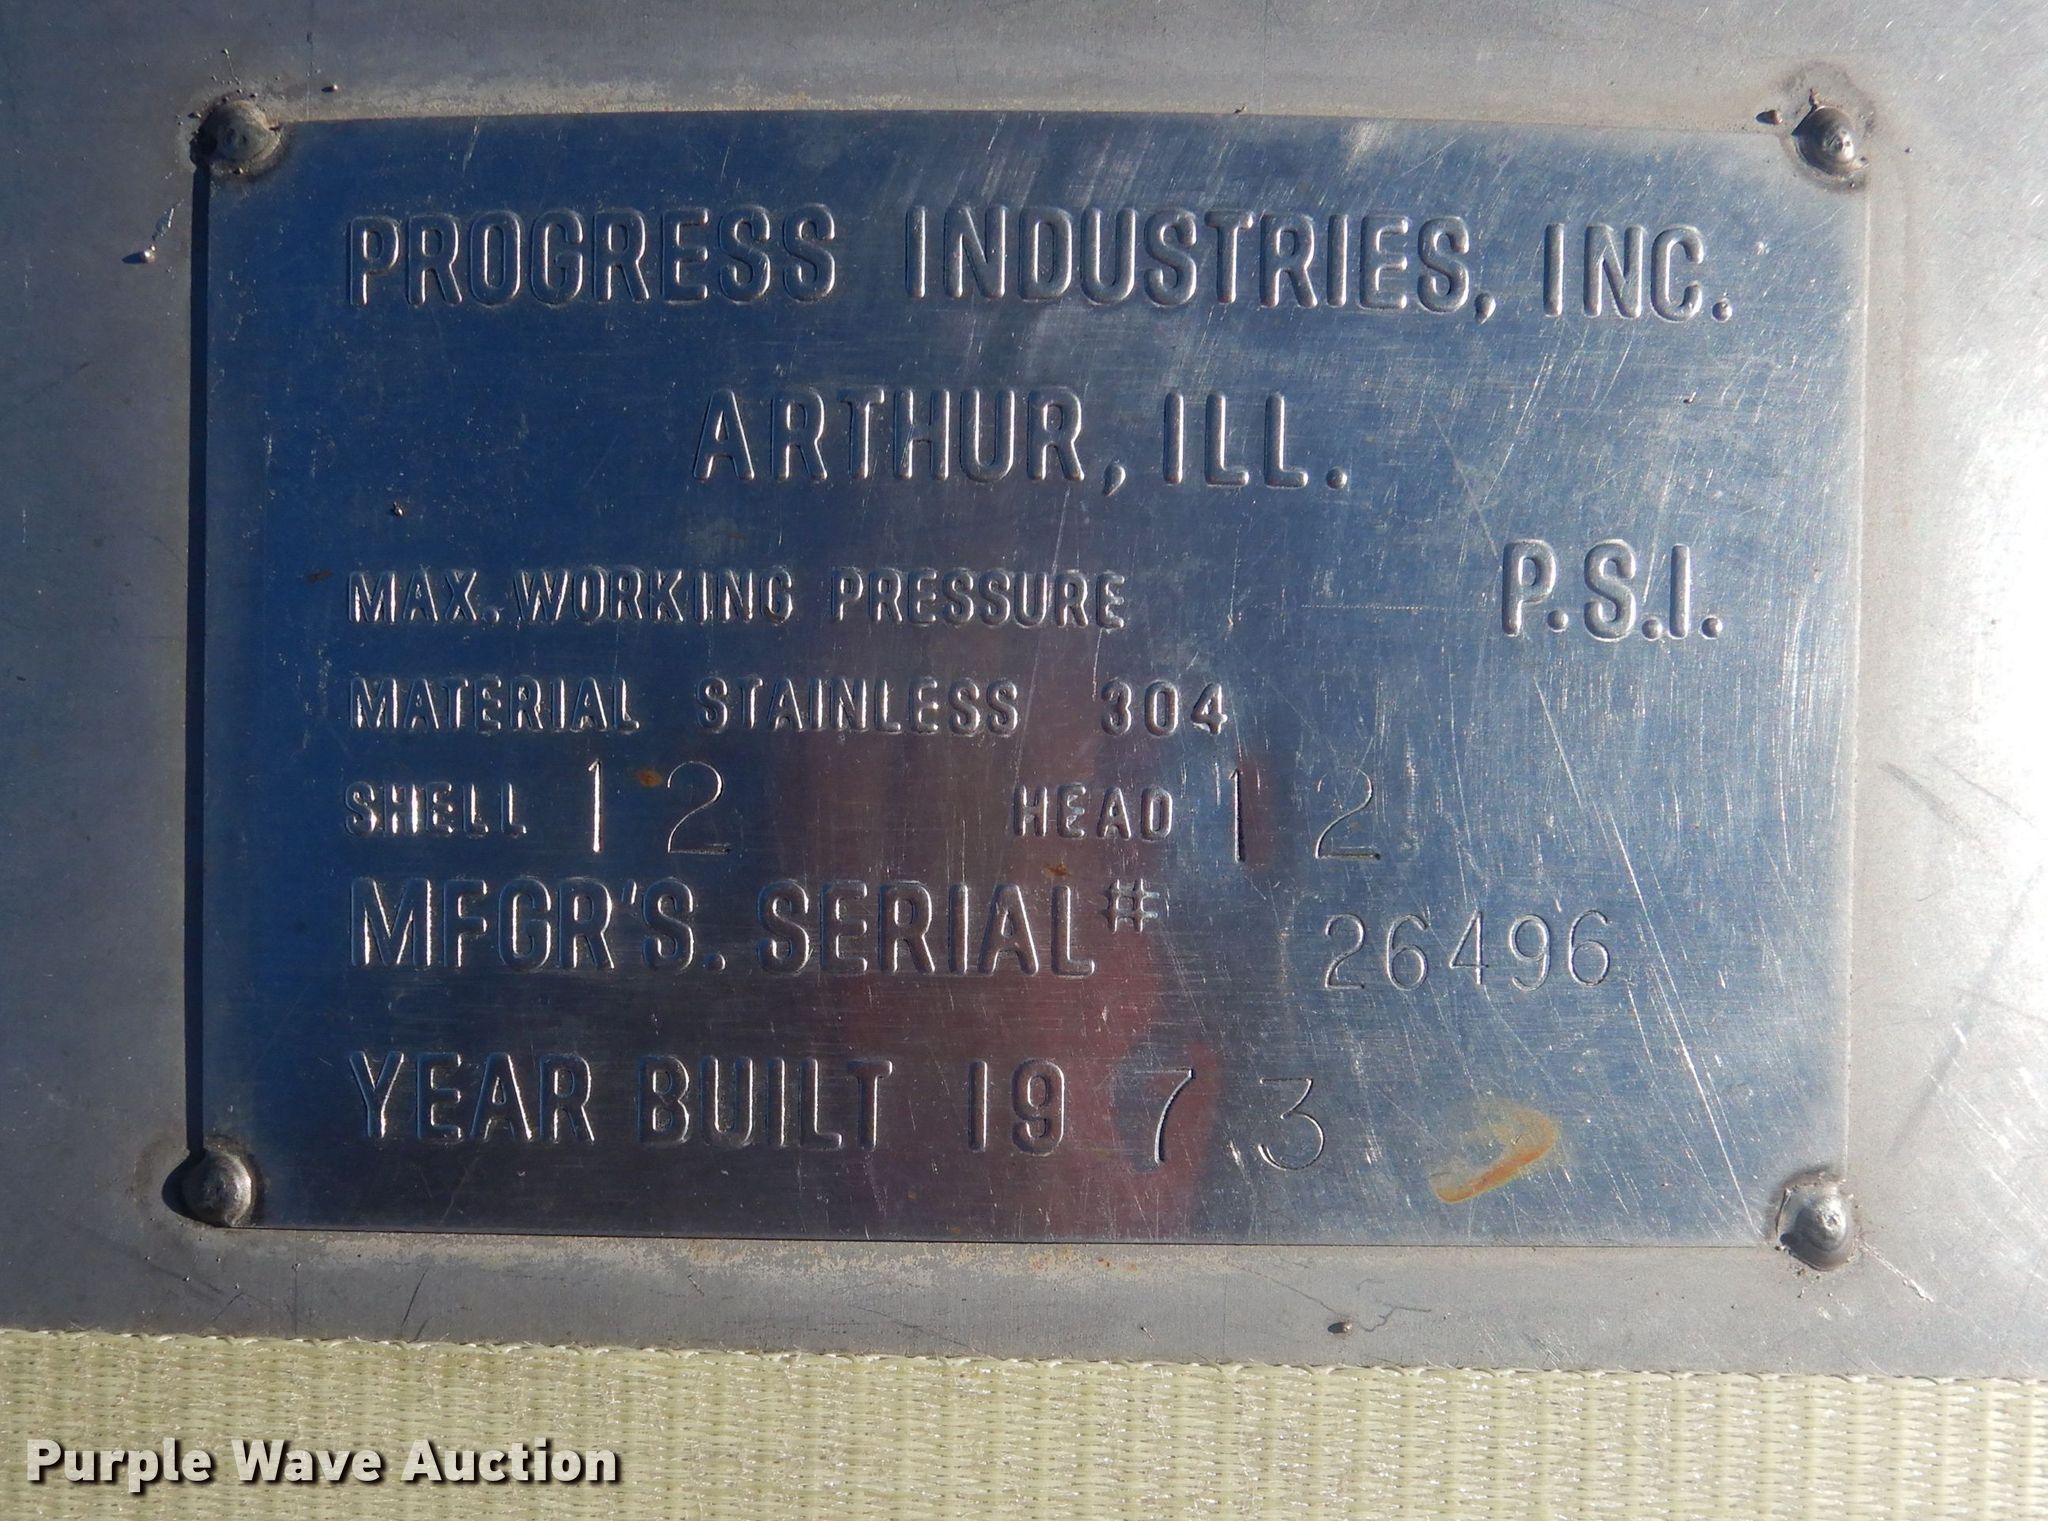 PROGRESS INDUSTRIES, INC.
ARTHUR, ILL.
MAX. WORKING PRESSURE P.S.I.
MATERIAL STAINLESS 304
SHELL 12 HEAD 12
MFGR'S. SERIAL # 26496
YEAR BUILT 1973
Purple Wave Auction